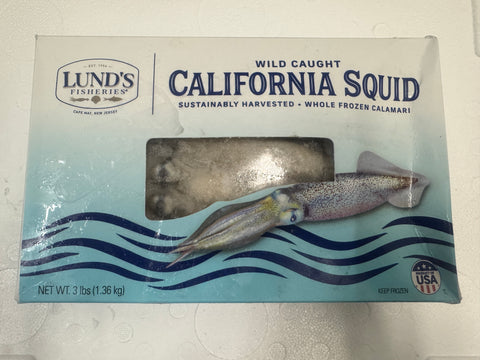 EST. 1954
LUND'S
FISHERIES
CAPE MAY, NEW JERSEY
WILD CAUGHT
CALIFORNIA SQUID
SUSTAINABLY HARVESTED • WHOLE FROZEN CALAMARI
NET WT. 3 lbs (1.36 kg)
KEEP FROZEN
USA